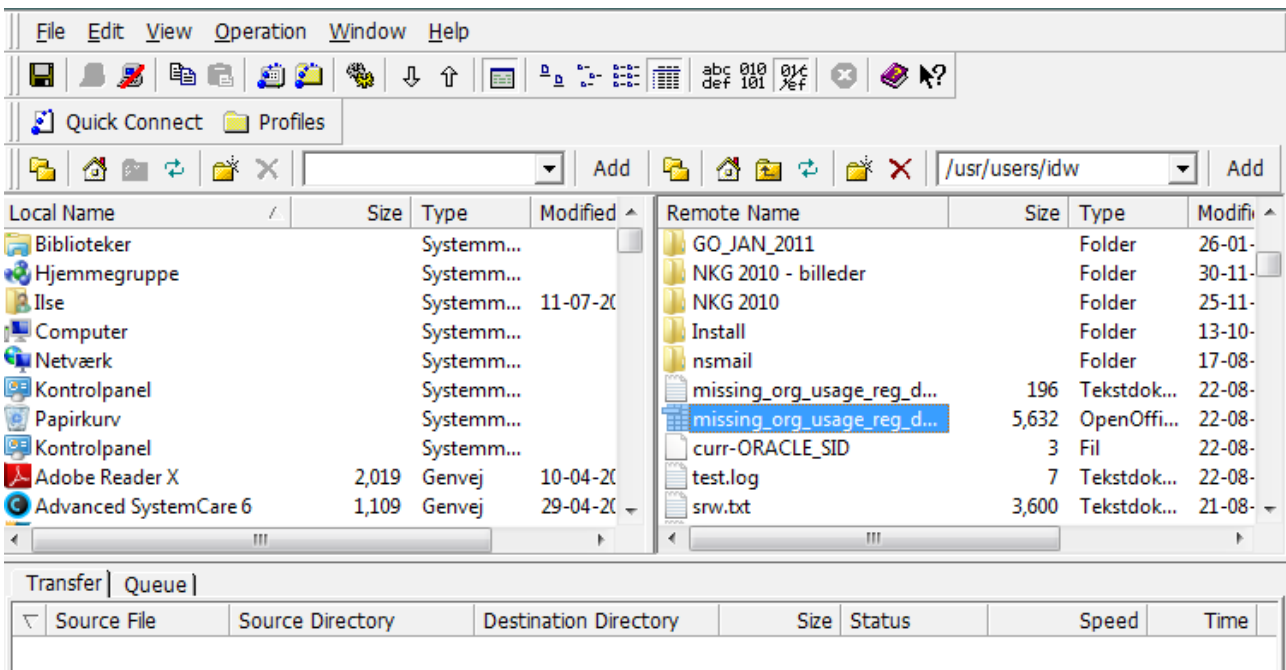 File Edit View Operation Window Help
abc def 010 101
Quick Connect Profiles
Add /usr/users/idw Add
Local Name Size Type Modified Remote Name Size Type Modifi
Biblioteker Systemm... GO_JAN_2011 Folder 26-01-
Hjemmegruppe Systemm... NKG 2010 - billeder Folder 30-11-
Ilse Systemm... 11-07-20 NKG 2010 Folder 25-11-
Computer Systemm... Install Folder 13-10-
Netværk Systemm... nsmail Folder 17-08-
Kontrolpanel Systemm... missing_org_usage_reg_d... 196 Tekstdok... 22-08-
Papirkurv Systemm... missing_org_usage_reg_d... 5,632 OpenOffi... 22-08-
Kontrolpanel Systemm... curr-ORACLE_SID 3 Fil 22-08-
Adobe Reader X 2,019 Genvej 10-04-20 test.log 7 Tekstdok... 22-08-
Advanced SystemCare 6 1,109 Genvej 29-04-20 srw.txt 3,600 Tekstdok... 21-08-
Transfer Queue
Source File Source Directory Destination Directory Size Status Speed Time